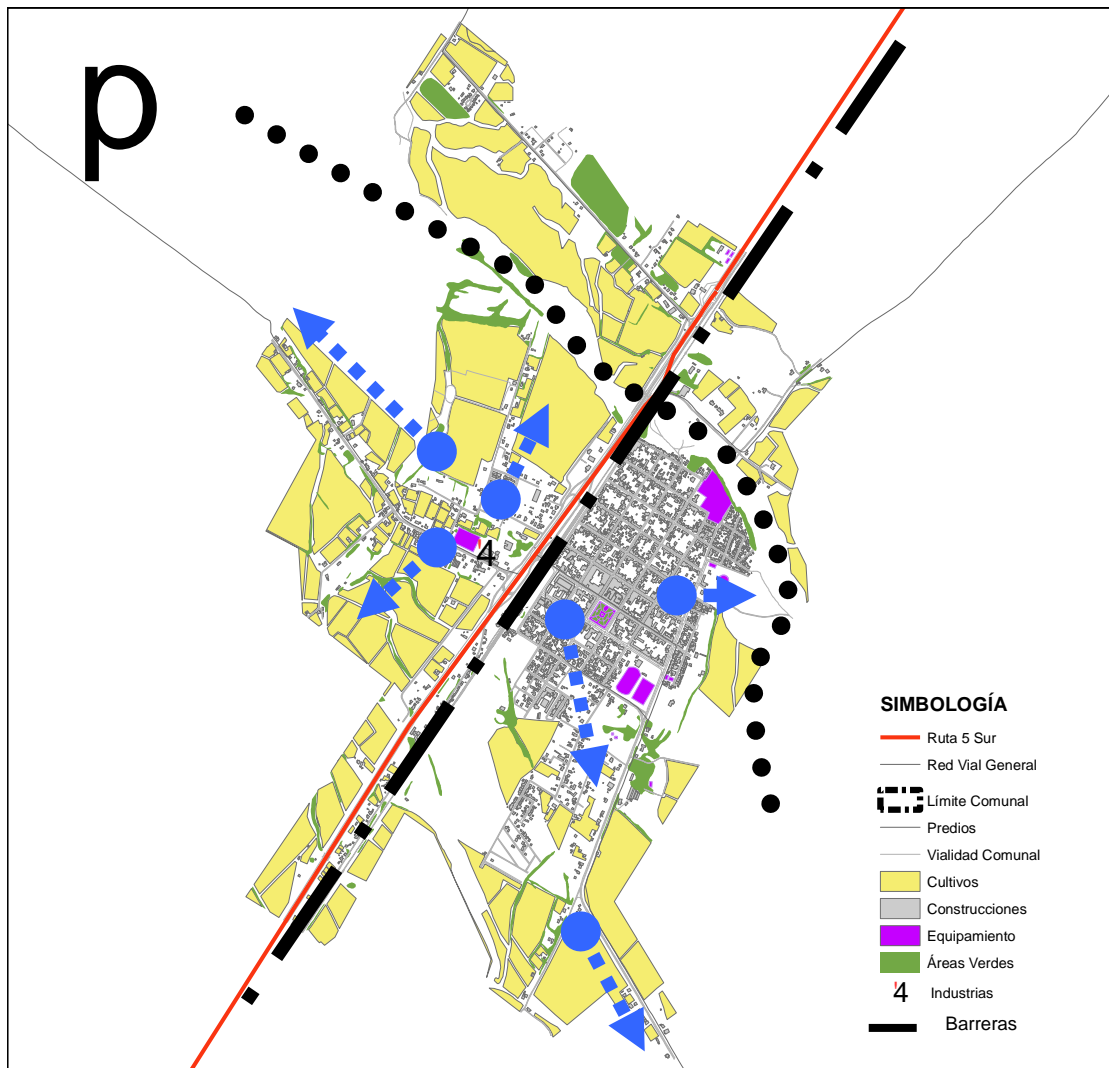 p
4
SIMBOLOGÍA
Ruta 5 Sur
Red Vial General
Límite Comunal
Predios
Vialidad Comunal
Cultivos
Construcciones
Equipamiento
Áreas Verdes
4 Industrias
Barreras